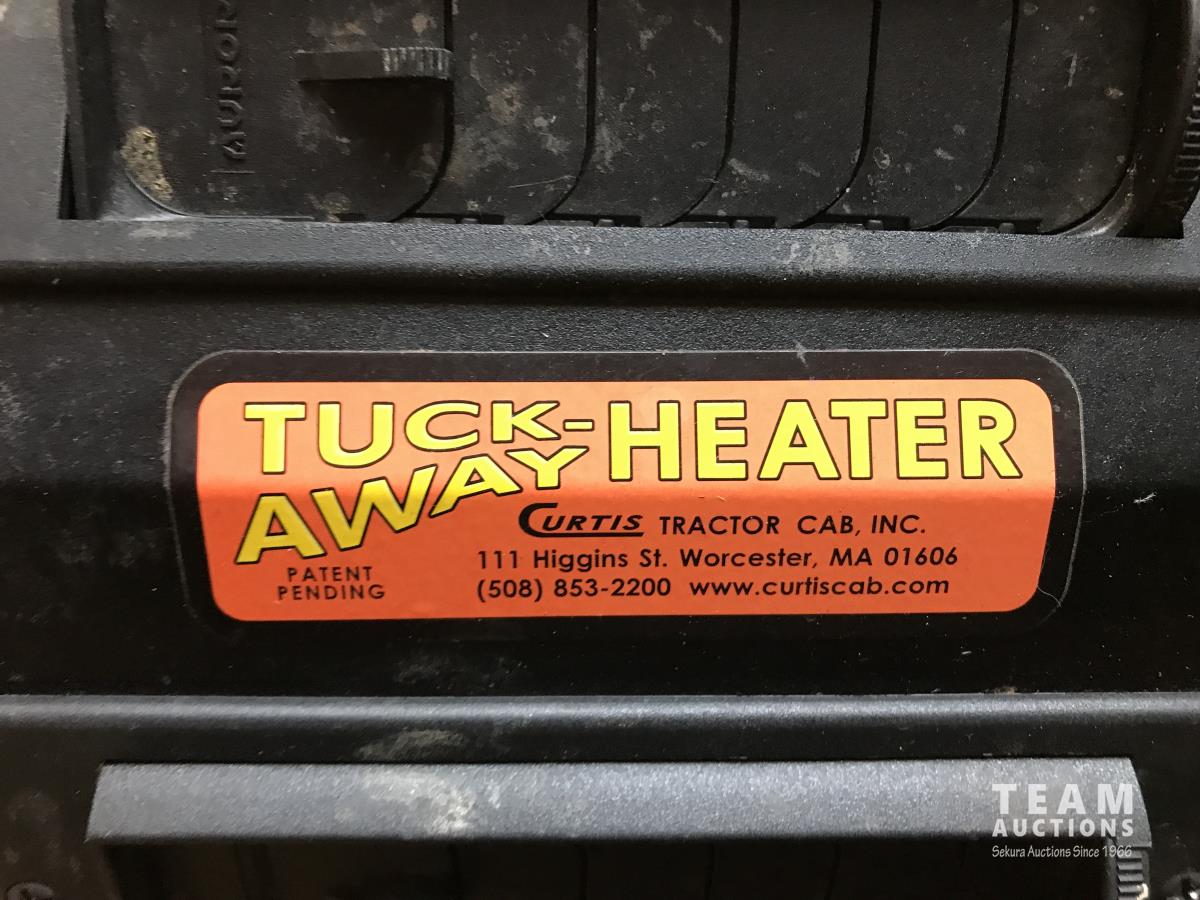 TUCK-
AWAY
HEATER
CURTIS TRACTOR CAB, INC.
111 Higgins St. Worcester, MA 01606
(508) 853-2200 www.curtiscab.com
PATENT
PENDING
TEAM
AUCTIONS
Sekura Auctions Since 1966